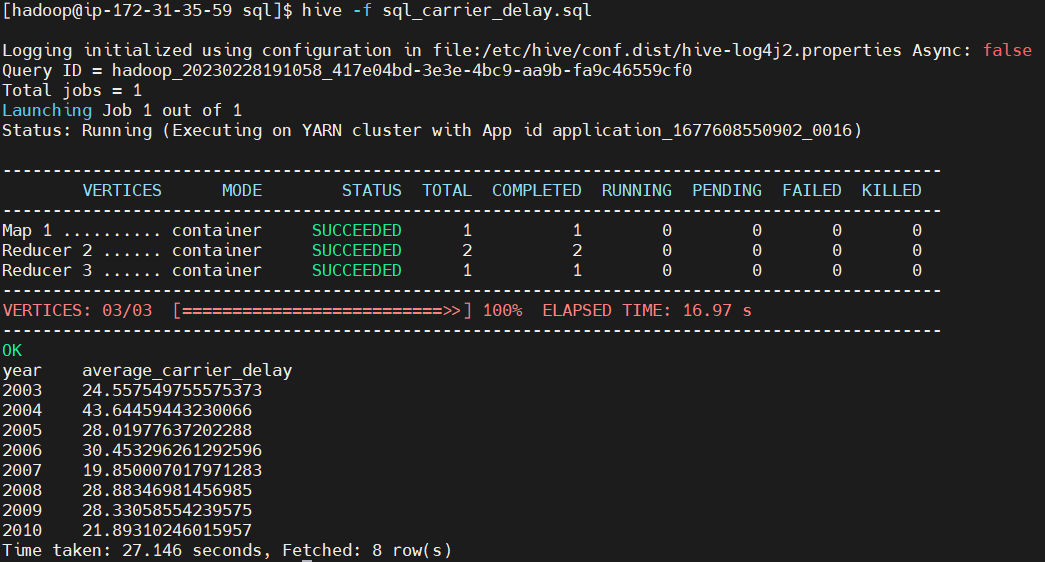 [hadoop@ip-172-31-35-59 sql]$ hive -f sql_carrier_delay.sql
Logging initialized using configuration in file:/etc/hive/conf.dist/hive-log4j2.properties Async: false
Query ID = hadoop_20230228191058_417e04bd-3e3e-4bc9-aa9b-fa9c46559cf0
Total jobs = 1
Launching Job 1 out of 1
Status: Running (Executing on YARN cluster with App id application_1677608550902_0016)
----------------------------------------------------------------------------------------------
        VERTICES      MODE        STATUS  TOTAL  COMPLETED  RUNNING  PENDING  FAILED  KILLED
----------------------------------------------------------------------------------------------
Map 1 .......... container     SUCCEEDED      1          1        0        0       0       0
Reducer 2 ...... container     SUCCEEDED      2          2        0        0       0       0
Reducer 3 ...... container     SUCCEEDED      1          1        0        0       0       0
----------------------------------------------------------------------------------------------
VERTICES: 03/03  [==========================>>] 100%  ELAPSED TIME: 16.97 s
----------------------------------------------------------------------------------------------
OK
year    average_carrier_delay
2003    24.557549755575373
2004    43.64459443230066
2005    28.01977637202288
2006    30.453296261292596
2007    19.850007017971283
2008    28.88346981456985
2009    28.33058554239575
2010    21.89310246015957
Time taken: 27.146 seconds, Fetched: 8 row(s)